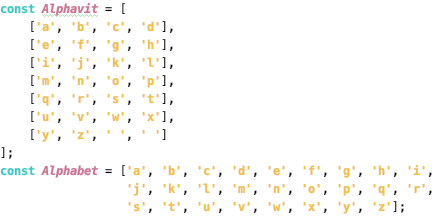 const Alphavit = [
    ['a', 'b', 'c', 'd'],
    ['e', 'f', 'g', 'h'],
    ['i', 'j', 'k', 'l'],
    ['m', 'n', 'o', 'p'],
    ['q', 'r', 's', 't'],
    ['u', 'v', 'w', 'x'],
    ['y', 'z', ' ', ' ']
];
const Alphabet = ['a', 'b', 'c', 'd', 'e', 'f', 'g', 'h', 'i',
                  'j', 'k', 'l', 'm', 'n', 'o', 'p', 'q', 'r',
                  's', 't', 'u', 'v', 'w', 'x', 'y', 'z'];